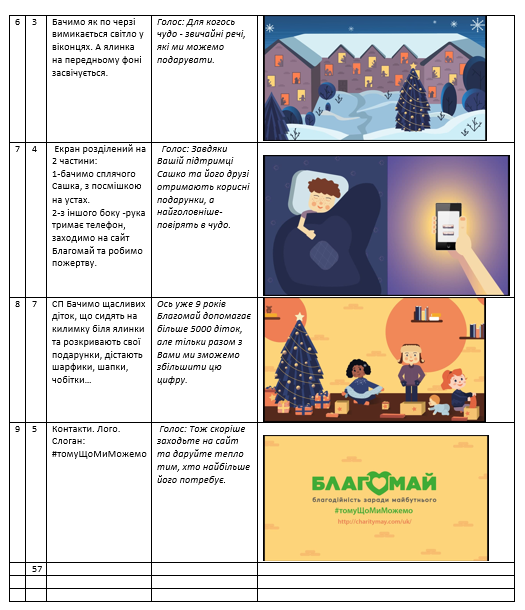 6
3
Бачимо як по черзі
вимикається світло у
віконцях. А ялинка
на передньому фоні
засвічується.
Голос: Для когось
чудо - звичайні речі,
які ми можемо
подарувати.
7
4
Екран розділений на
2 частини:
1-бачимо сплячого
Сашка, з посмішкою
на устах.
2-з іншого боку -рука
тримає телефон,
заходимо на сайт
Благомай та робимо
пожертву.
Голос: Завдяки
Вашій підтримці
Сашко та його друзі
отримають корисні
подарунки, а
найголовніше-
повірять в чудо.
8
7
СП Бачимо щасливих
діток, що сидять на
килимку біля ялинки
та розкривають свої
подарунки, дістають
шарфики, шапки,
чобітки...
Ось уже 9 років
Благомай допомагає
більше 5000 діток,
але тільки разом з
Вами ми зможемо
збільшити цю
цифру.
9
5
Контакти. Лого.
Слоган:
#томуЩоМиМожемо
Голос: Тож скоріше
заходьте на сайт
та даруйте тепло
тим, хто найбільше
його потребує.
БЛАГОМАЙ
благодійність заради майбутнього
#томуЩоМиМожемо
http://charitymay.com/uk/
57